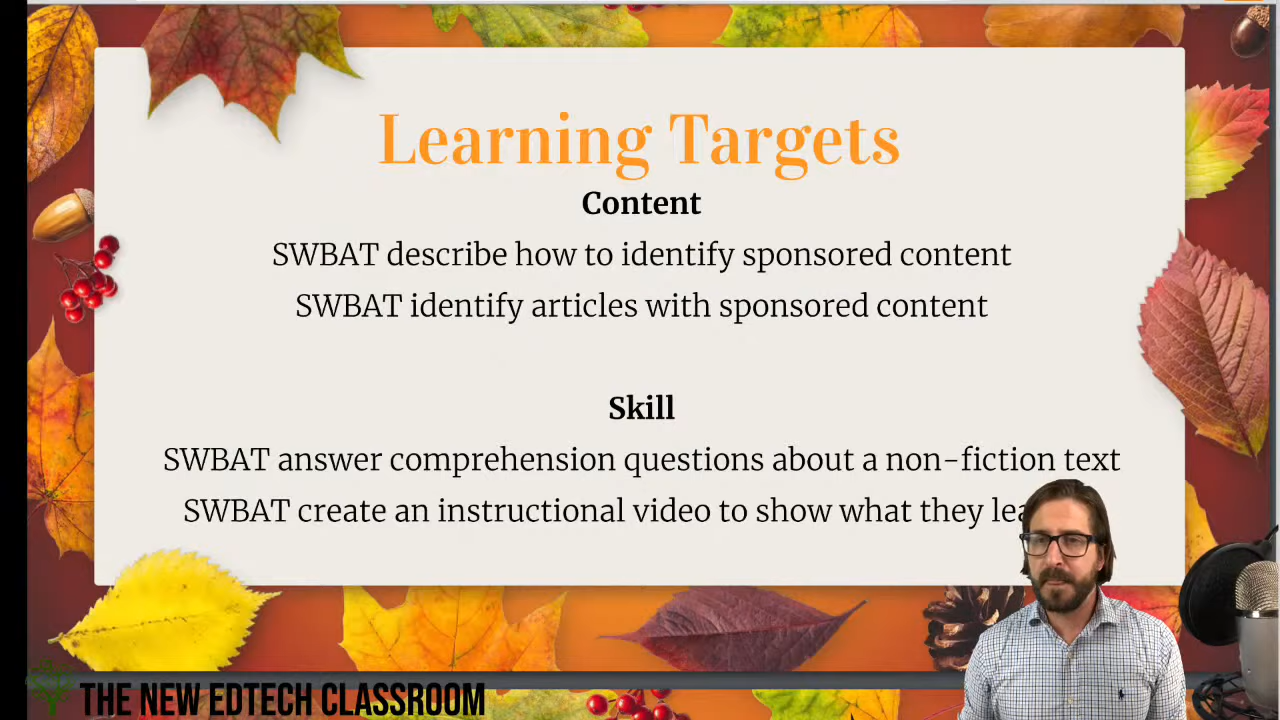 Learning Targets
Content
SWBAT describe how to identify sponsored content
SWBAT identify articles with sponsored content
Skill
SWBAT answer comprehension questions about a non-fiction text
SWBAT create an instructional video to show what they
THE NEW EDTECH CLASSROOM